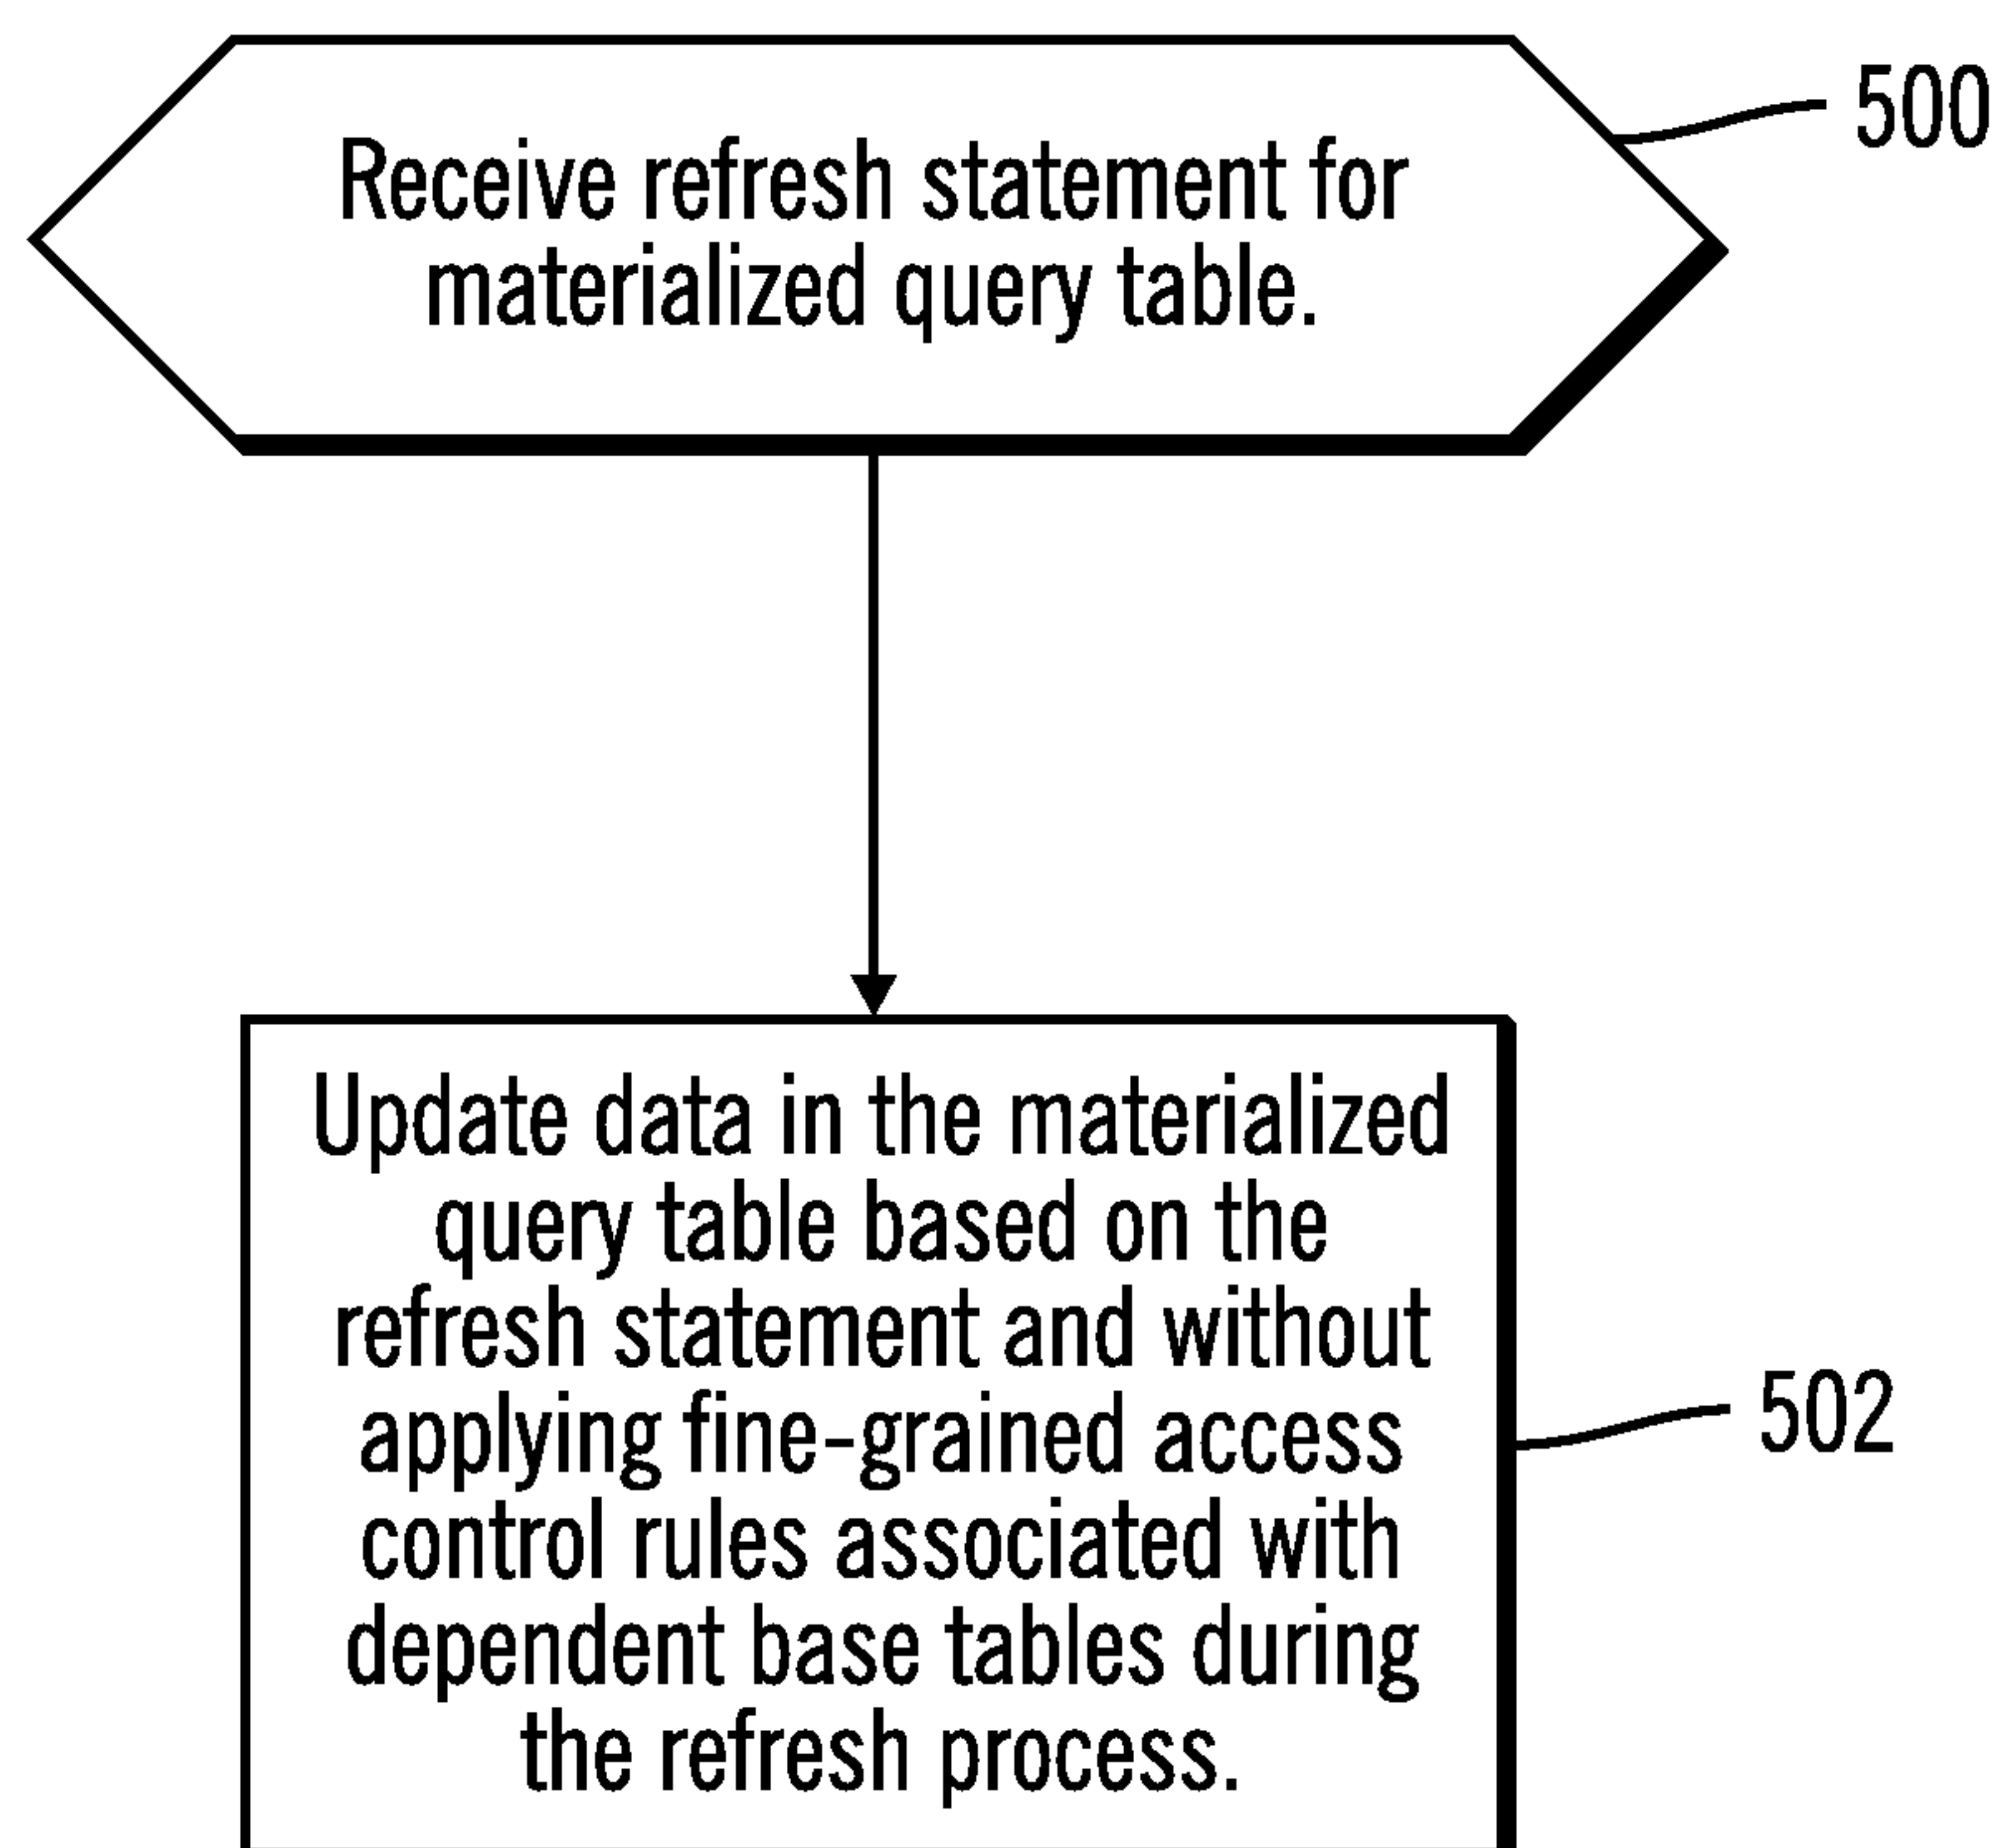 Receive refresh statement for
materialized query table.
500
Update data in the materialized
query table based on the
refresh statement and without
applying fine-grained access
control rules associated with
dependent base tables during
the refresh process.
502